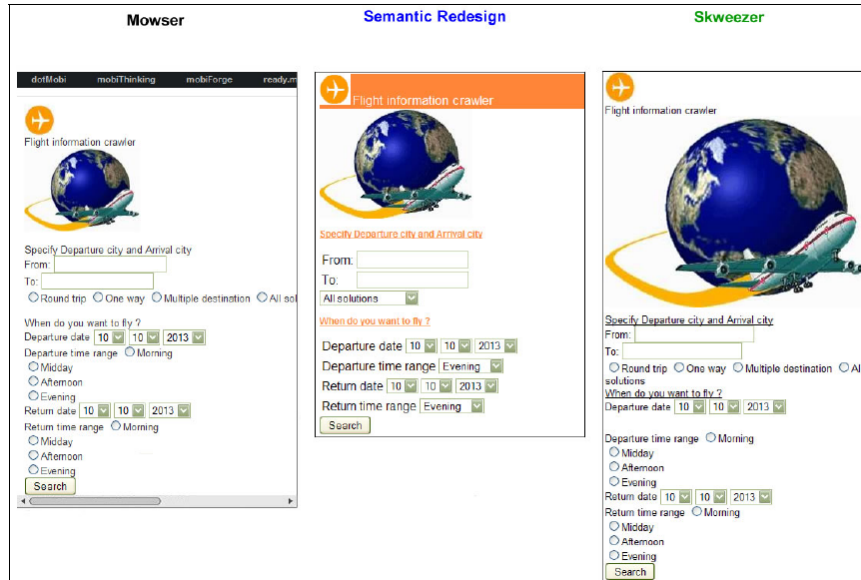 Mowser
dotMobi mobiThinking mobiForge ready.m
Flight information crawler
Specify Departure city and Arrival city
From:
To:
Round trip One way Multiple destination All sol
When do you want to fly ?
Departure date 10 10 2013
Departure time range Morning
Midday
Afternoon
Evening
Return date 10 10 2013
Return time range Morning
Midday
Afternoon
Evening
Search
Semantic Redesign
Flight information crawler
Specify Departure city and Arrival city
From:
To:
All solutions
When do you want to fly ?
Departure date 10 10 2013
Departure time range Evening
Return date 10 10 2013
Return time range Evening
Search
Skweezer
Flight information crawler
Specify Departure city and Arrival city
From:
To:
Round trip One way Multiple destination Al
solutions
When do you want to fly ?
Departure date 10 10 2013
Departure time range Morning
Midday
Afternoon
Evening
Return date 10 10 2013
Return time range Morning
Midday
Afternoon
Evening
Search